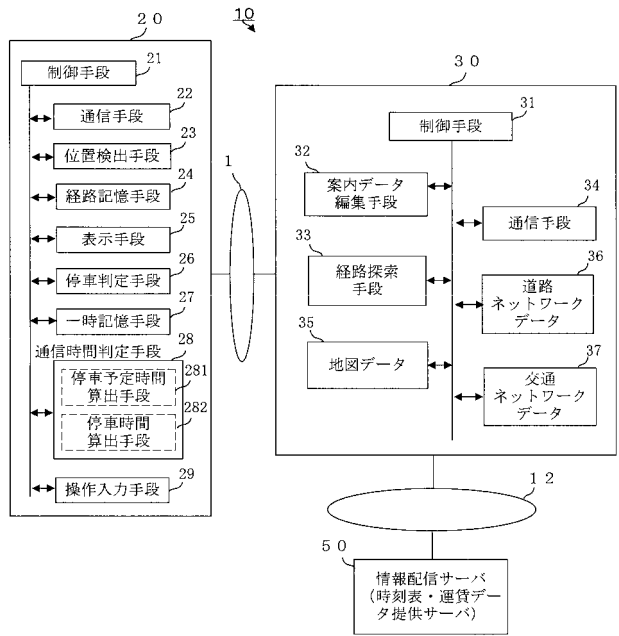 10
20
21
制御手段
22
通信手段
23
位置検出手段
24
経路記憶手段
25
表示手段
26
停車判定手段
27
一時記憶手段
28
通信時間判定手段
281
停車予定時間
算出手段
282
停車時間
算出手段
29
操作入力手段
1
30
31
制御手段
32
案内データ
編集手段
33
経路探索
手段
34
通信手段
35
地図データ
36
道路
ネットワーク
データ
37
交通
ネットワーク
データ
12
50
情報配信サーバ
(時刻表・運賃デー
タ提供サーバ)